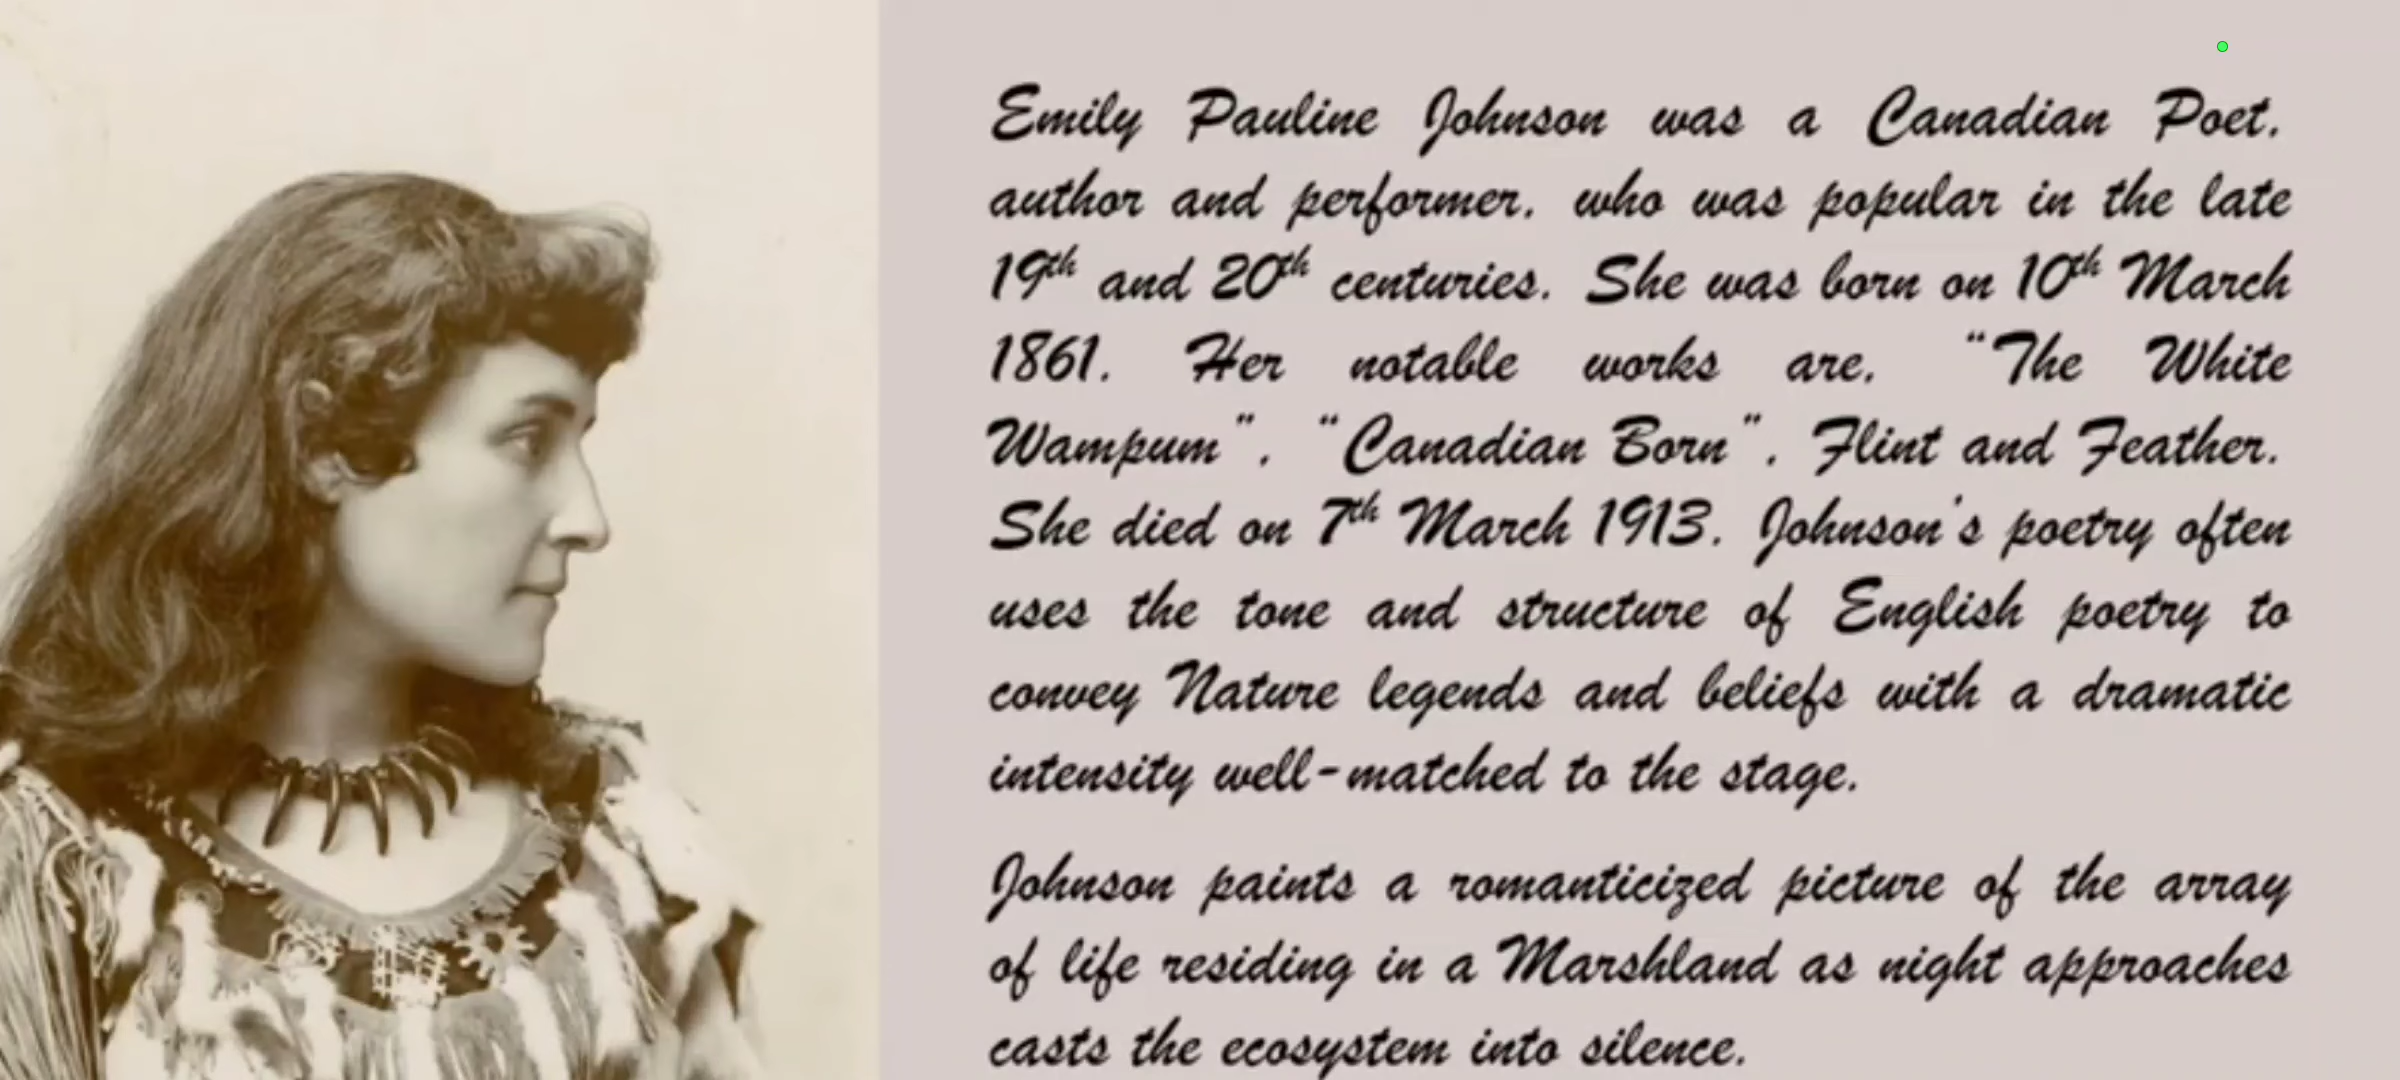 Emily Pauline Johnson was a Canadian Poet,
author and performer, who was popular in the late
19th and 20th centuries. She was born on 10th March
1861. Her notable works are, "The White
Wampum", "Canadian Born", Flint and Feather.
She died on 7th March 1913. Johnson's poetry often
uses the tone and structure of English poetry to
convey Nature legends and beliefs with a dramatic
intensity well-matched to the stage.
Johnson paints a romanticized picture of the array
of life residing in a Marshland as night approaches
casts the ecosystem into silence.